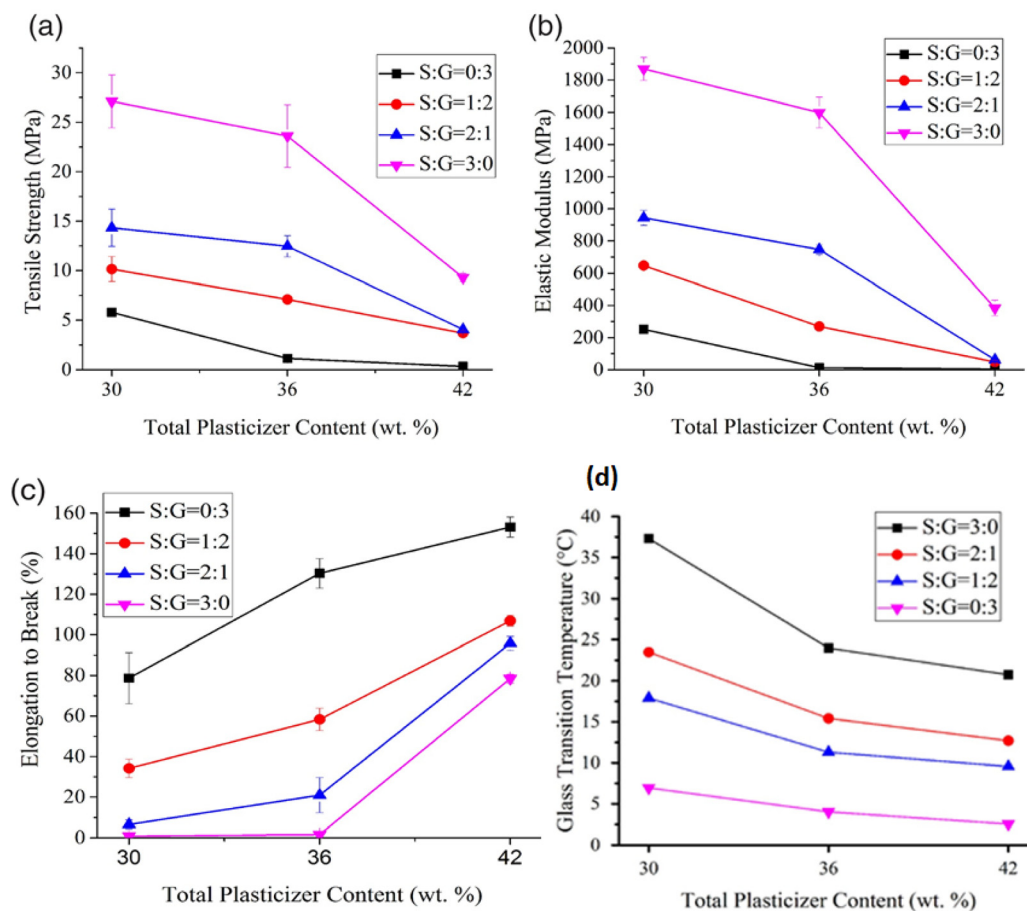 (a)
S:G=0:3
S:G=1:2
S:G=2:1
S:G=3:0
Tensile Strength (MPa)
30
25
20
15
10
5
0
30 36 42
Total Plasticizer Content (wt. %)
(b)
S:G=0:3
S:G=1:2
S:G=2:1
S:G=3:0
Elastic Modulus (MPa)
2000
1800
1600
1400
1200
1000
800
600
400
200
0
30 36 42
Total Plasticizer Content (wt. %)
(c)
S:G=0:3
S:G=1:2
S:G=2:1
S:G=3:0
Elongation to Break (%)
160
140
120
100
80
60
40
20
0
30 36 42
Total Plasticizer Content (wt. %)
(d)
S:G=3:0
S:G=2:1
S:G=1:2
S:G=0:3
Glass Transition Temperature (°C)
40
35
30
25
20
15
10
5
0
30 36 42
Total Plasticizer Content (wt. %)